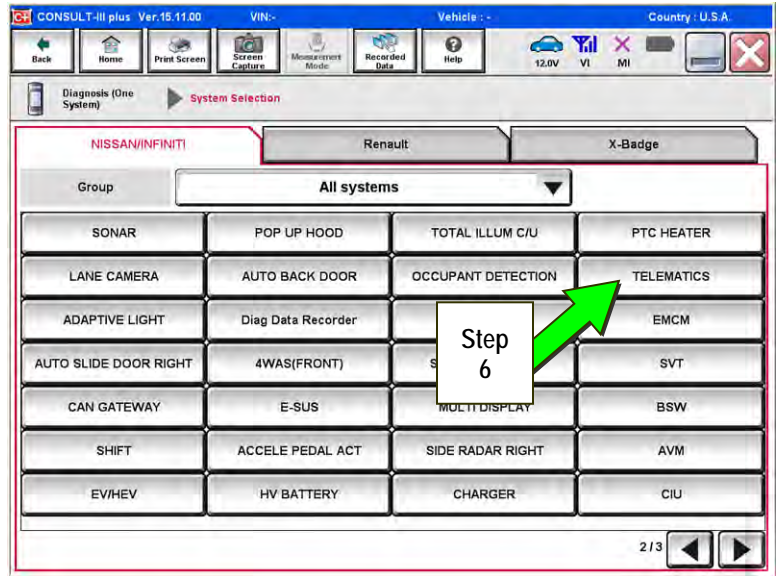 CONSULT-III plus Ver.15.11.00 VIN:- Vehicle : - Country : U.S.A.
Back Home Print Screen Screen Capture Measurement Mode Recorded Data Help 12.0V VI MI
Diagnosis (One System) System Selection
NISSAN/INFINITI Renault X-Badge
Group All systems
SONAR POP UP HOOD TOTAL ILLUM C/U PTC HEATER
LANE CAMERA AUTO BACK DOOR OCCUPANT DETECTION TELEMATICS
ADAPTIVE LIGHT Diag Data Recorder EMCM
Step 6
AUTO SLIDE DOOR RIGHT 4WAS(FRONT) S SVT
CAN GATEWAY E-SUS MULTI DISPLAY BSW
SHIFT ACCELE PEDAL ACT SIDE RADAR RIGHT AVM
EV/HEV HV BATTERY CHARGER CIU
2/3